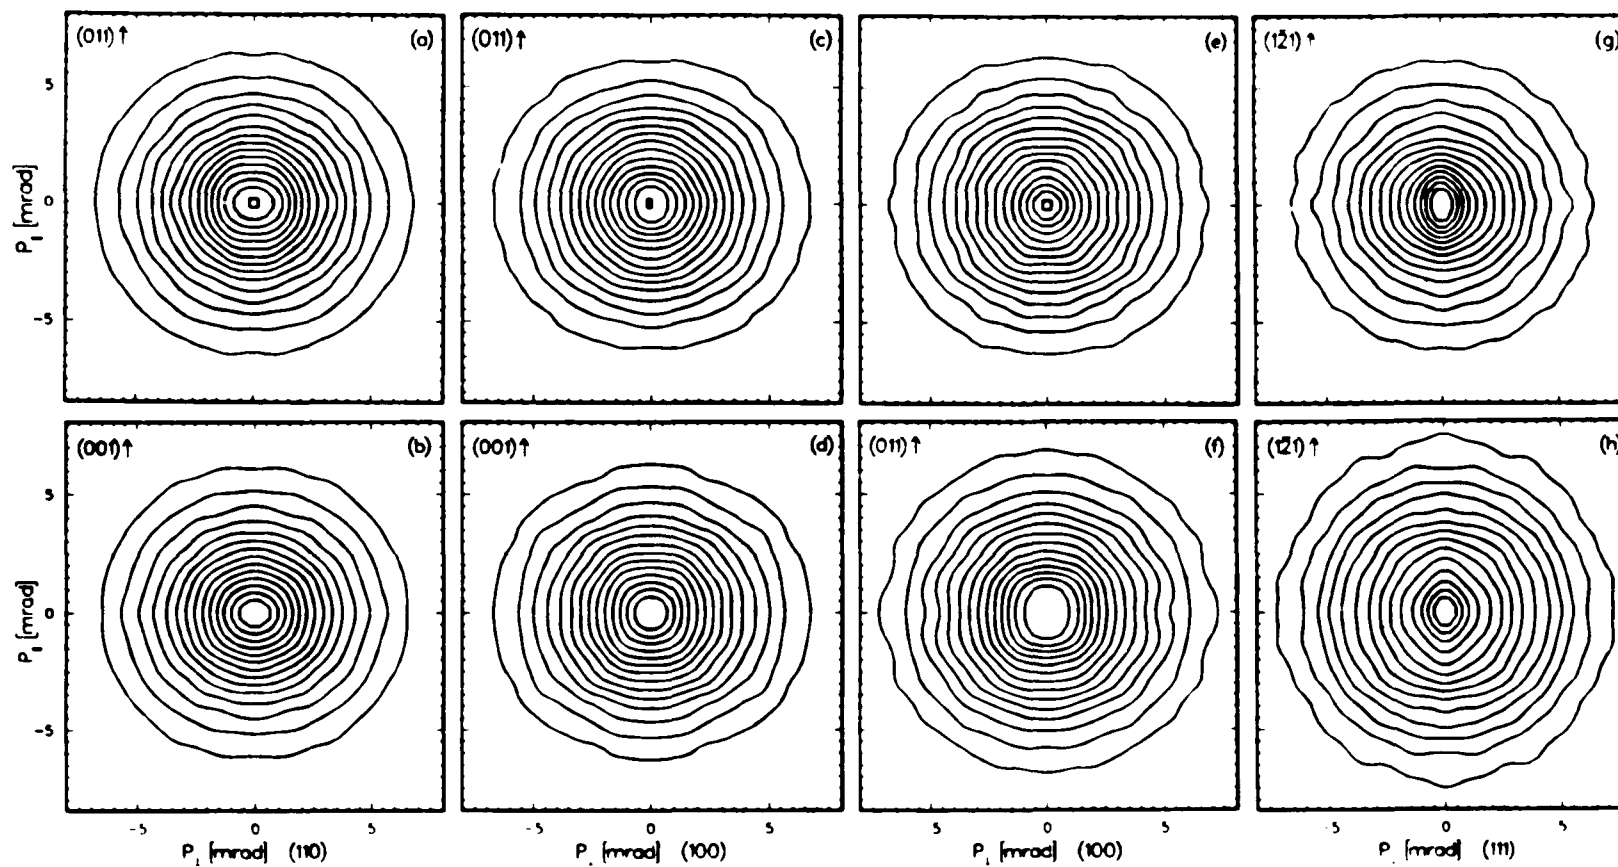 (011)↑ (a)
(011)↑ (c)
(e)
(12̄1)↑ (g)
P∥ [mrad]
5
0
-5
(001)↑ (b)
(001)↑ (d)
(011)↑ (f)
(1̄21)↑ (h)
P∥ [mrad]
5
0
-5
-5 0 5
-5 0 5
-5 0 5
-5 0 5
P⊥ [mrad] (110)
P⊥ [mrad] (100)
P⊥ [mrad] (100)
P⊥ [mrad] (111)